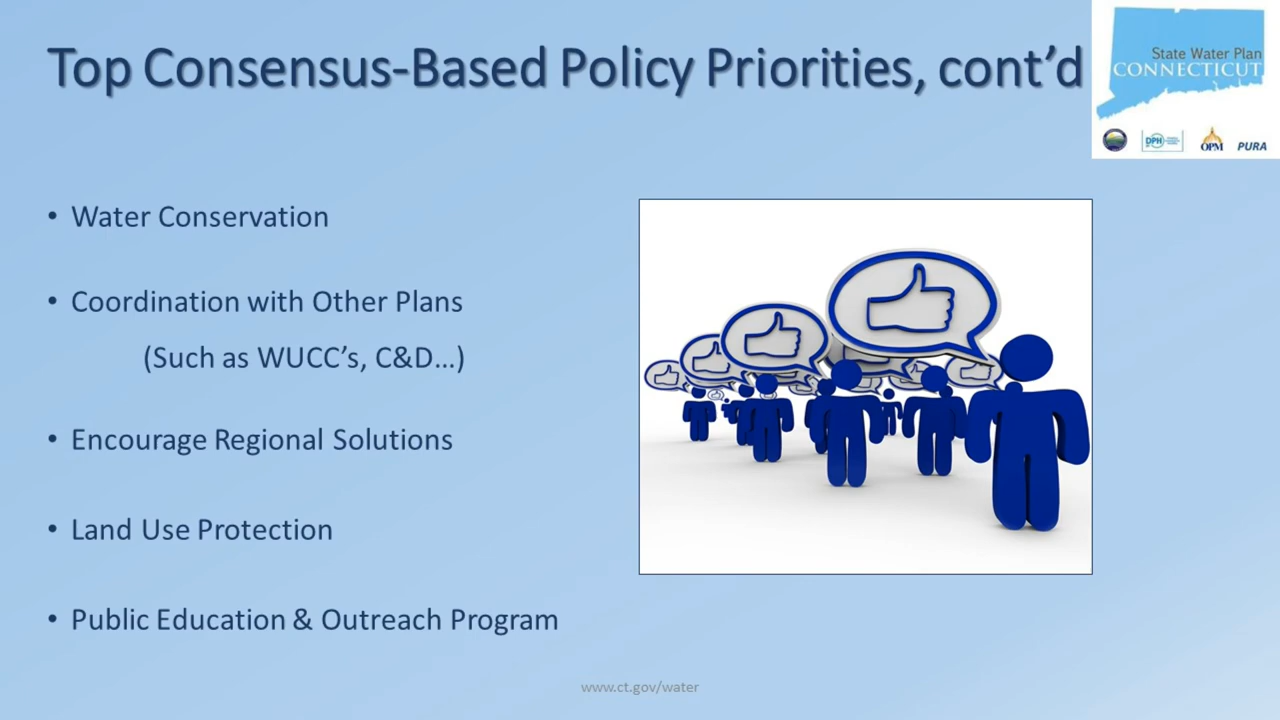 Top Consensus-Based Policy Priorities, cont’d
State Water Plan
CONNECTICUT
DPH
OPM
PURA
• Water Conservation
• Coordination with Other Plans
(Such as WUCC’s, C&D…)
• Encourage Regional Solutions
• Land Use Protection
• Public Education & Outreach Program
www.ct.gov/water